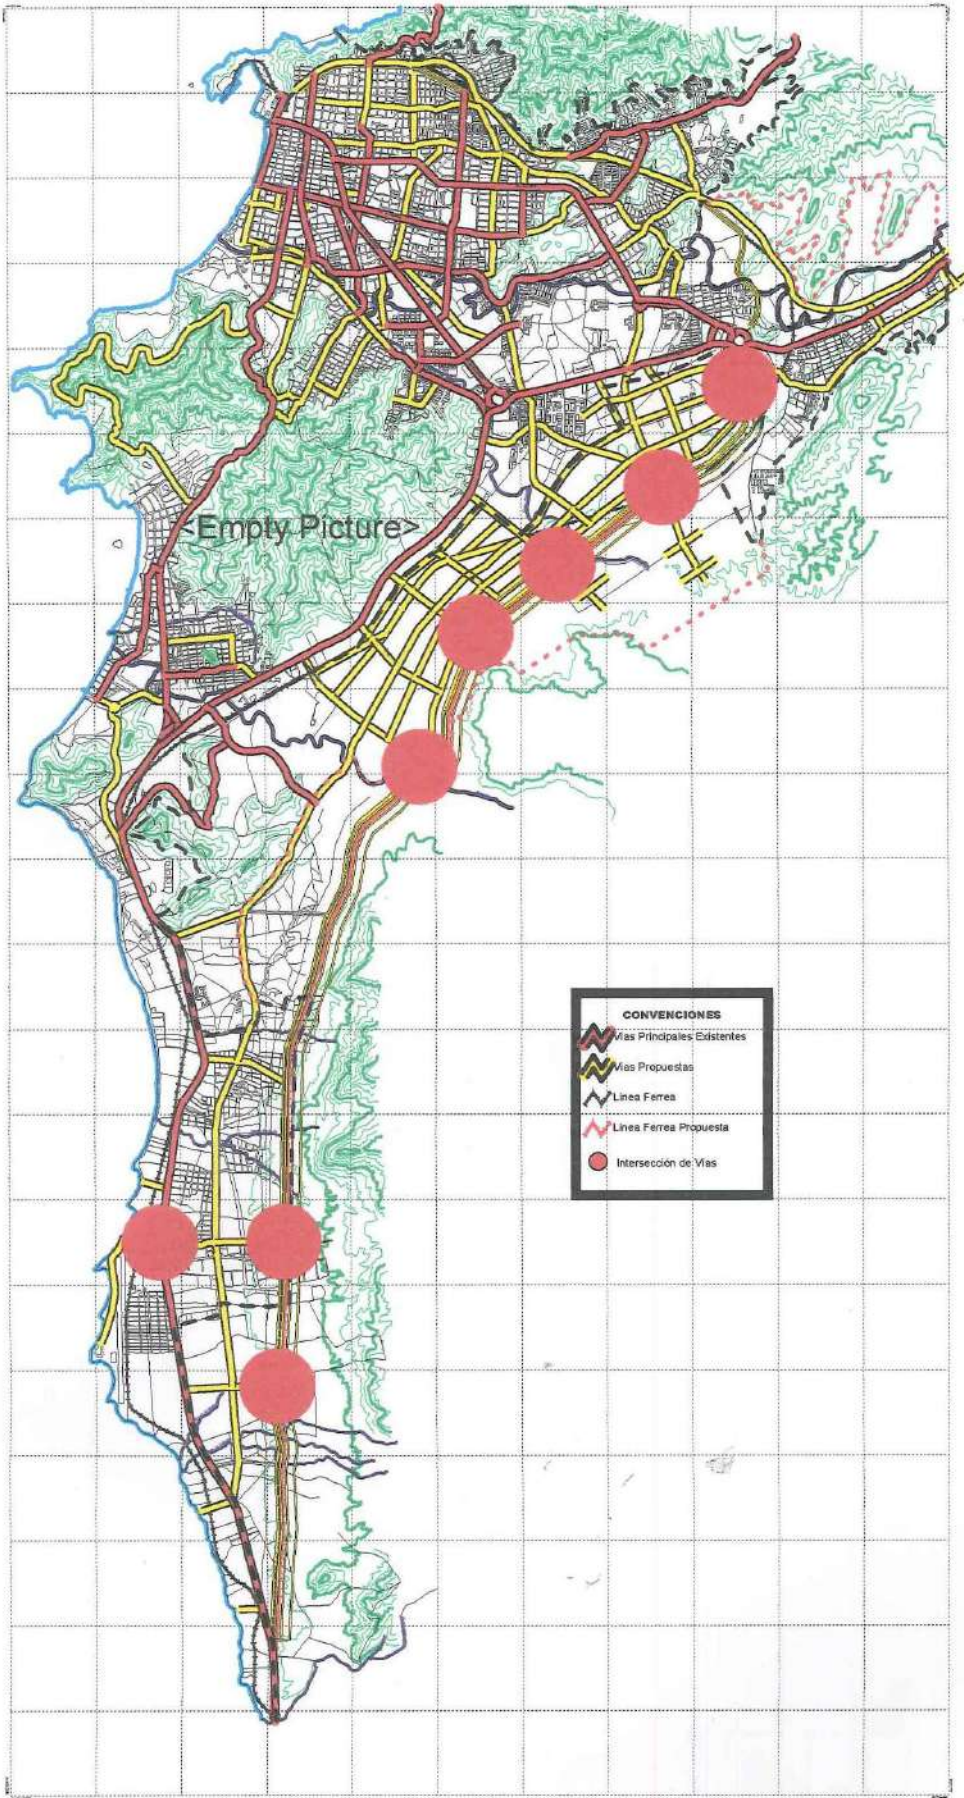 <Empty Picture>
CONVENCIONES
Vias Principales Existentes
Vias Propuestas
Linea Ferrea
Linea Ferrea Propuesta
Intersección de Vias